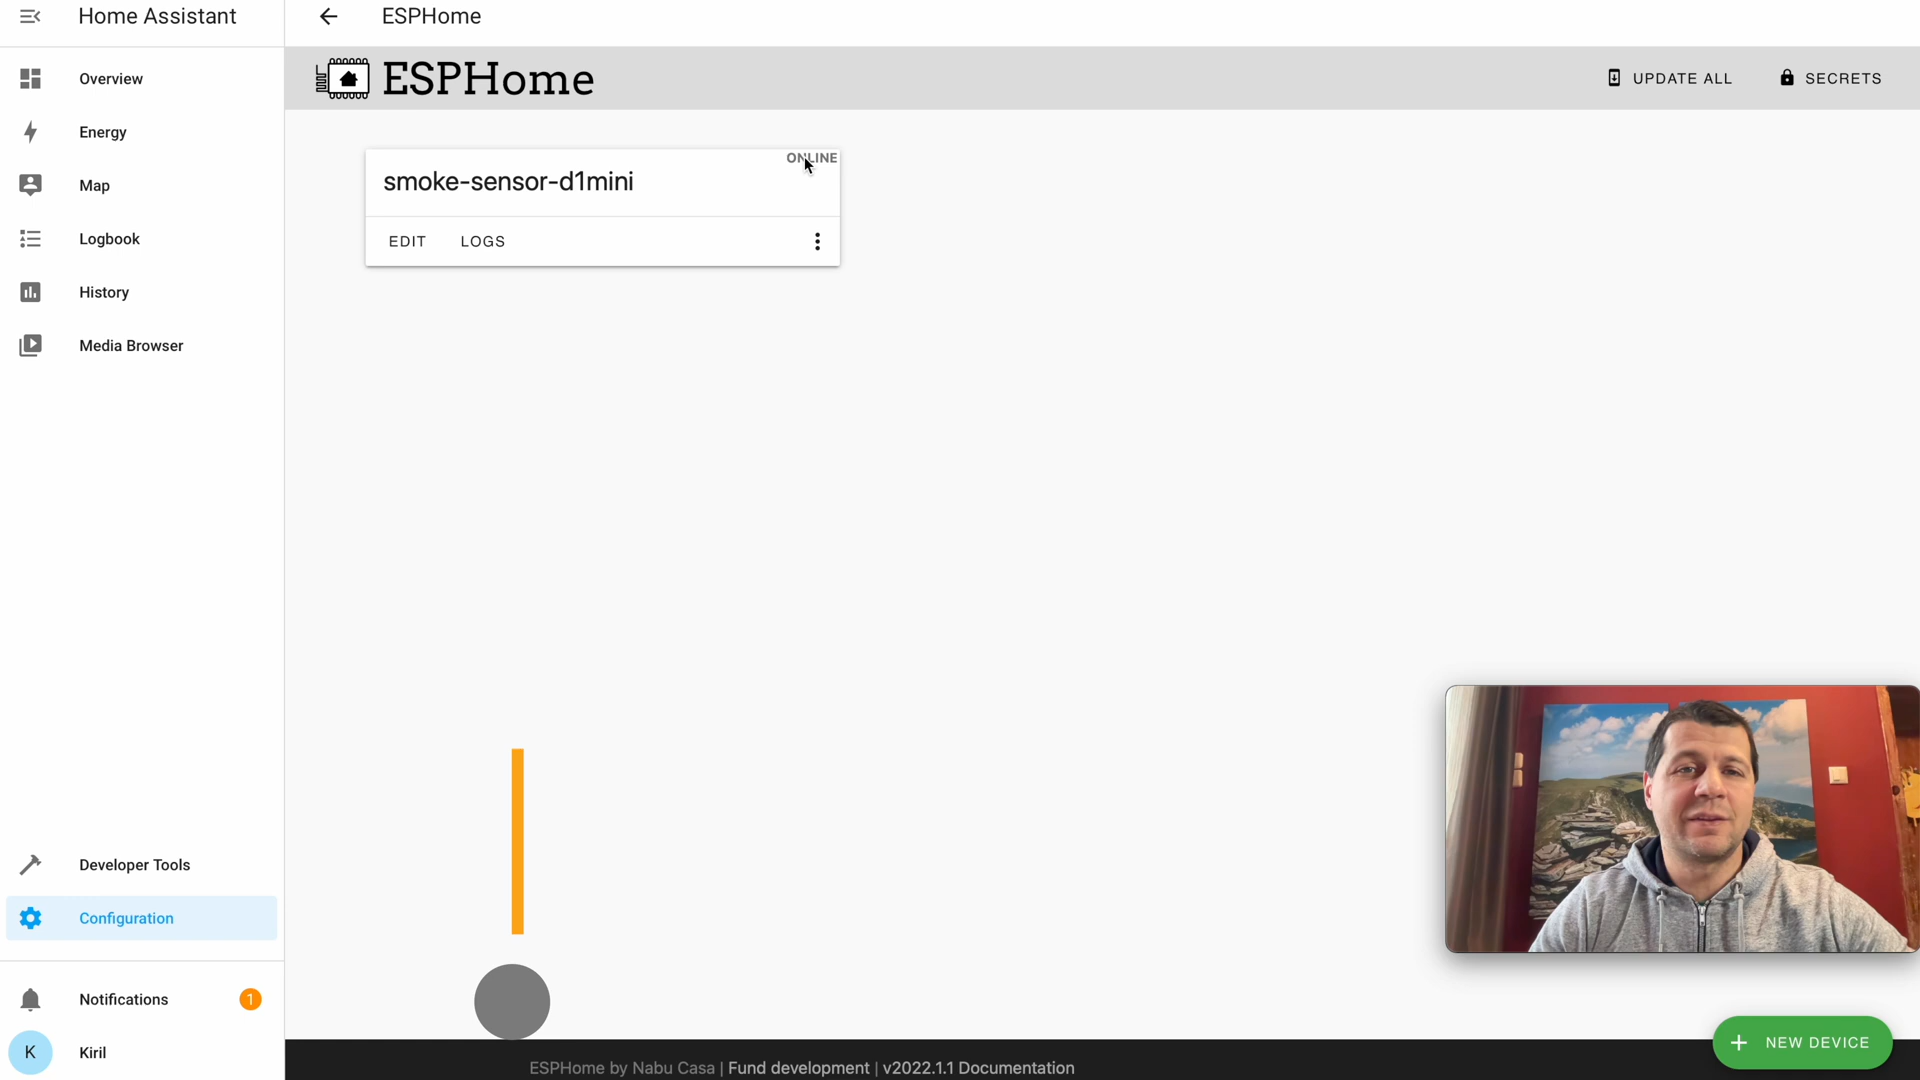 Home Assistant
ESPHome
ESPHome
UPDATE ALL
SECRETS
Overview
Energy
Map
Logbook
History
Media Browser
ONLINE
smoke-sensor-d1mini
EDIT
LOGS
Developer Tools
Configuration
Notifications
1
K
Kiril
NEW DEVICE
ESPHome by Nabu Casa | Fund development | v2022.1.1 Documentation